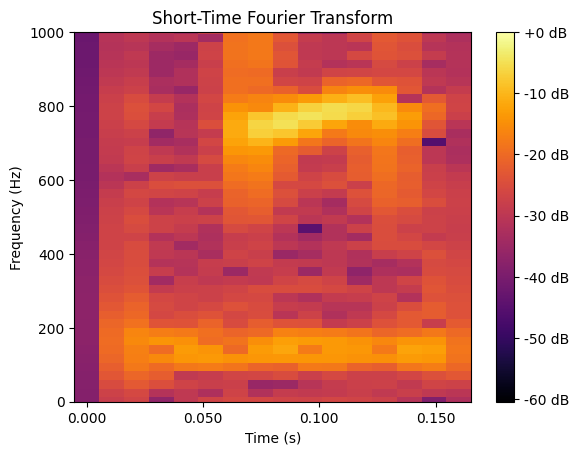 Short-Time Fourier Transform
1000
800
600
400
200
0
Frequency (Hz)
0.000
0.050
0.100
0.150
Time (s)
+0 dB
-10 dB
-20 dB
-30 dB
-40 dB
-50 dB
-60 dB